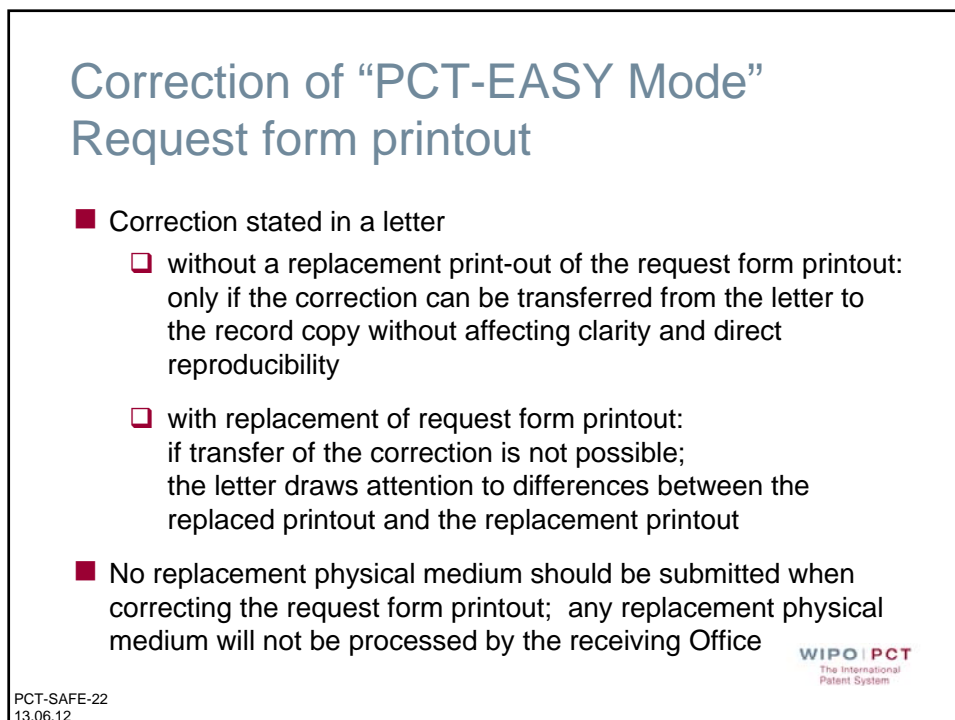 Correction of “PCT-EASY Mode”
Request form printout
Correction stated in a letter
without a replacement print-out of the request form printout:
only if the correction can be transferred from the letter to
the record copy without affecting clarity and direct
reproducibility
with replacement of request form printout:
if transfer of the correction is not possible;
the letter draws attention to differences between the
replaced printout and the replacement printout
No replacement physical medium should be submitted when
correcting the request form printout;  any replacement physical
medium will not be processed by the receiving Office
WIPO | PCT
The International
Patent System
PCT-SAFE-22
13.06.12